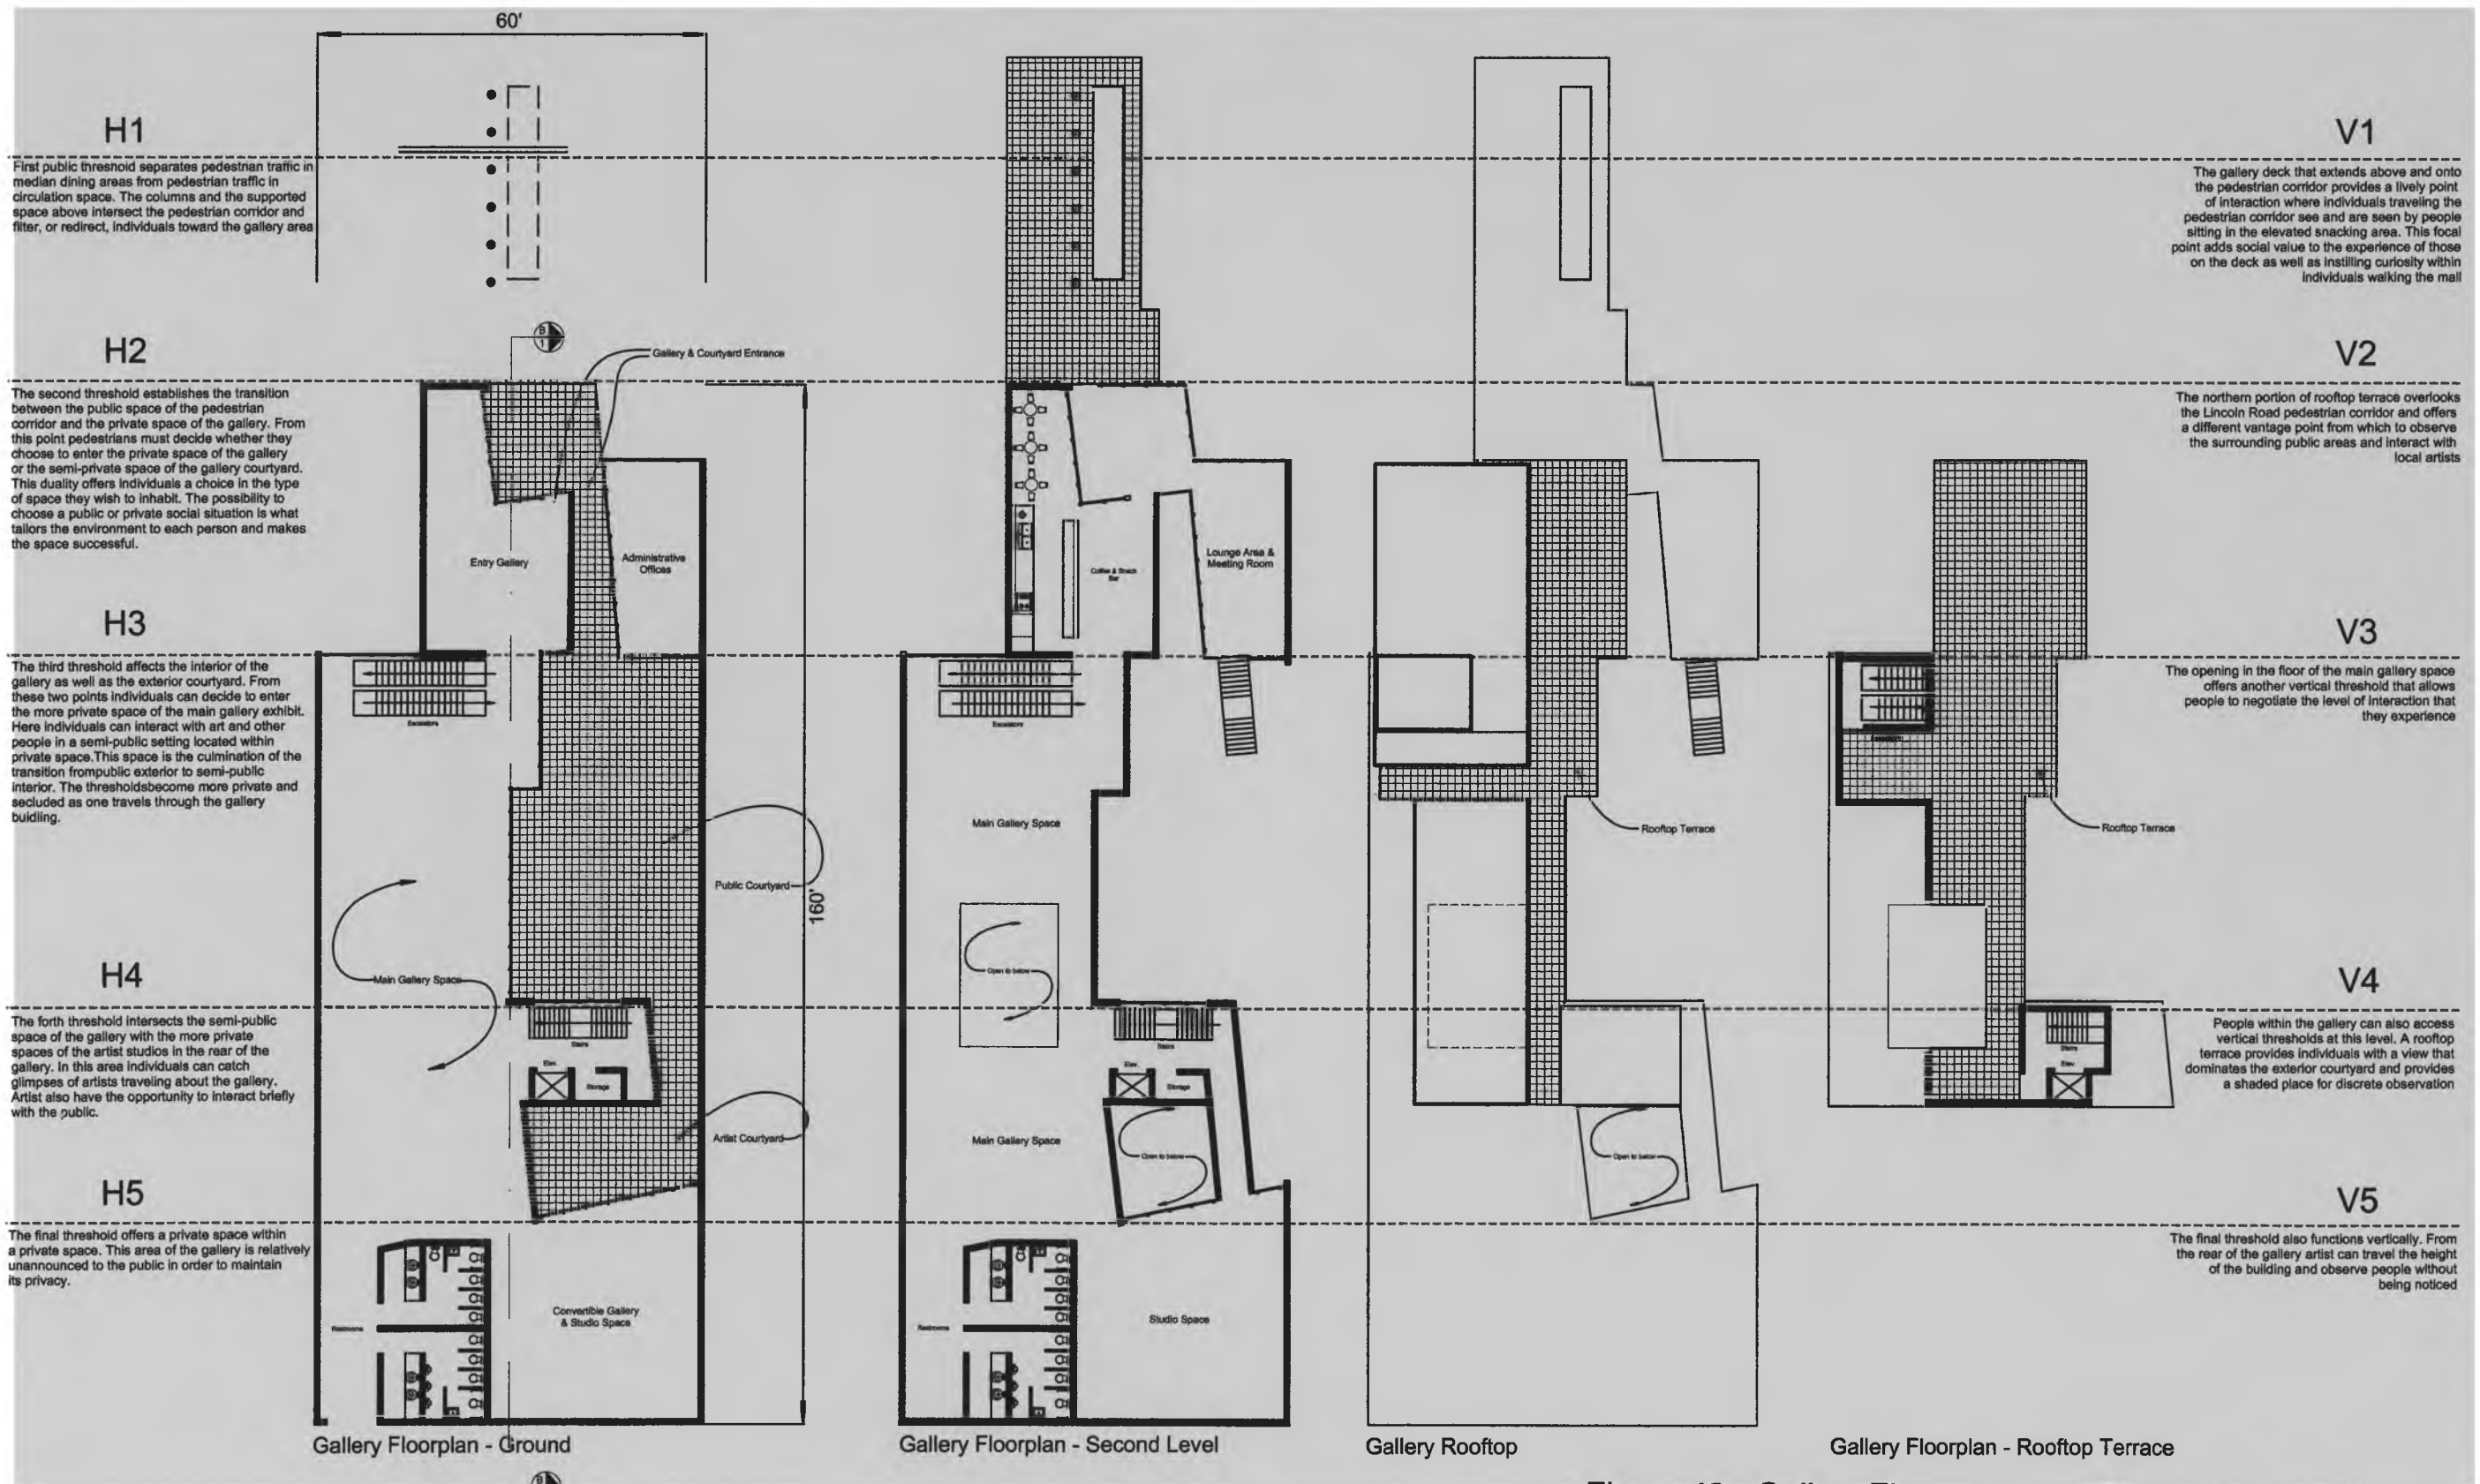 60'
H1
First public threshold separates pedestrian traffic in
median dining areas from pedestrian traffic in
circulation space. The columns and the supported
space above intersect the pedestrian corridor and
filter, or redirect, individuals toward the gallery area
V1
The gallery deck that extends above and onto
the pedestrian corridor provides a lively point
of interaction where individuals traveling the
pedestrian corridor see and are seen by people
sitting in the elevated snacking area. This focal
point adds social value to the experience of those
on the deck as well as instilling curiosity within
individuals walking the mall
B
1
Gallery & Courtyard Entrance
H2
The second threshold establishes the transition
between the public space of the pedestrian
corridor and the private space of the gallery. From
this point pedestrians must decide whether they
choose to enter the private space of the gallery
or the semi-private space of the gallery courtyard.
This duality offers individuals a choice in the type
of space they wish to inhabit. The possibility to
choose a public or private social situation is what
tailors the environment to each person and makes
the space successful.
V2
The northern portion of rooftop terrace overlooks
the Lincoln Road pedestrian corridor and offers
a different vantage point from which to observe
the surrounding public areas and interact with
local artists
Entry Gallery
Administrative
Offices
Coffee & Snack
Bar
Lounge Area &
Meeting Room
H3
The third threshold affects the interior of the
gallery as well as the exterior courtyard. From
these two points individuals can decide to enter
the more private space of the main gallery exhibit.
Here individuals can interact with art and other
people in a semi-public setting located within
private space.This space is the culmination of the
transition frompublic exterior to semi-public
interior. The thresholdsbecome more private and
secluded as one travels through the gallery
buidling.
V3
The opening in the floor of the main gallery space
offers another vertical threshold that allows
people to negotiate the level of interaction that
they experience
Escalators
Escalators
Escalators
Main Gallery Space
Rooftop Terrace
Rooftop Terrace
Public Courtyard
160'
Main Gallery Space
Open to below
H4
The forth threshold intersects the semi-public
space of the gallery with the more private
spaces of the artist studios in the rear of the
gallery. In this area individuals can catch
glimpses of artists traveling about the gallery.
Artist also have the opportunity to interact briefly
with the public.
V4
People within the gallery can also access
vertical thresholds at this level. A rooftop
terrace provides individuals with a view that
dominates the exterior courtyard and provides
a shaded place for discrete observation
Stairs
Elev.
Storage
Stairs
Elev.
Storage
Stairs
Elev.
Artist Courtyard
Main Gallery Space
Open to below
Open to below
H5
The final threshold offers a private space within
a private space. This area of the gallery is relatively
unannounced to the public in order to maintain
its privacy.
V5
The final threshold also functions vertically. From
the rear of the gallery artist can travel the height
of the building and observe people without
being noticed
Restrooms
Convertible Gallery
& Studio Space
Restrooms
Studio Space
Gallery Floorplan - Ground
Gallery Floorplan - Second Level
Gallery Rooftop
Gallery Floorplan - Rooftop Terrace
B